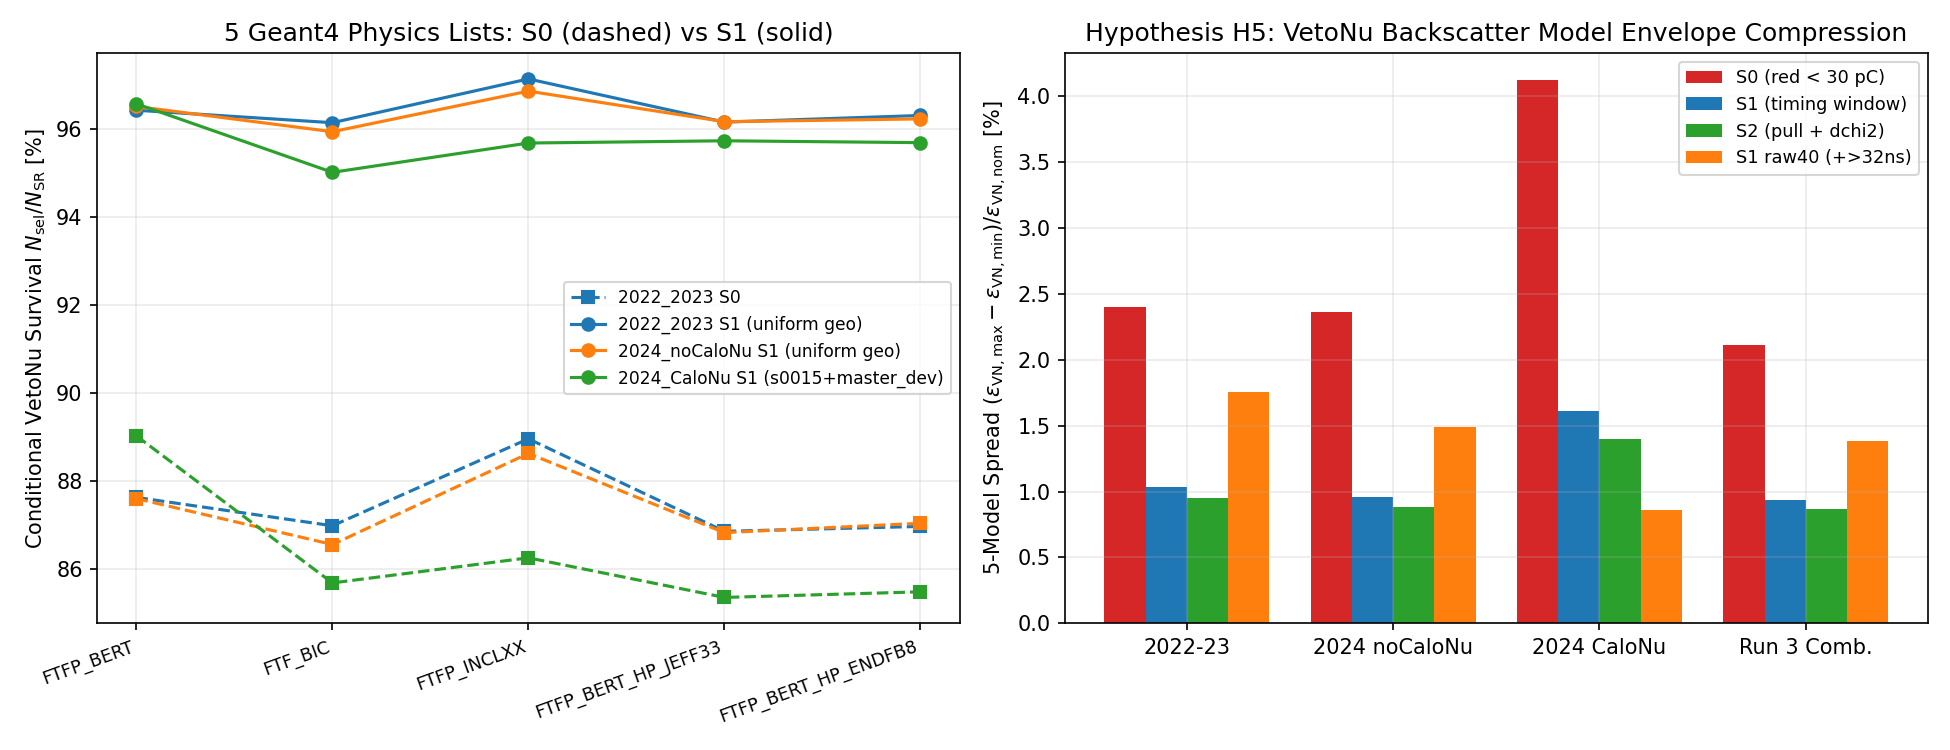 5 Geant4 Physics Lists: S0 (dashed) vs S1 (solid)
Conditional VetoNu Survival N_sel/N_SR [%]
96
94
92
90
88
86
2022_2023 S0
2022_2023 S1 (uniform geo)
2024_noCaloNu S1 (uniform geo)
2024_CaloNu S1 (s0015+master_dev)
FTFP_BERT
FTF_BIC
FTFP_INCLXX
FTFP_BERT_HP_JEFF33
FTFP_BERT_HP_ENDFB8
Hypothesis H5: VetoNu Backscatter Model Envelope Compression
5-Model Spread (ε_VN, max − ε_VN, min)/ε_VN, nom [%]
4.0
3.5
3.0
2.5
2.0
1.5
1.0
0.5
0.0
S0 (red < 30 pC)
S1 (timing window)
S2 (pull + dchi2)
S1 raw40 (+>32ns)
2022-23
2024 noCaloNu
2024 CaloNu
Run 3 Comb.